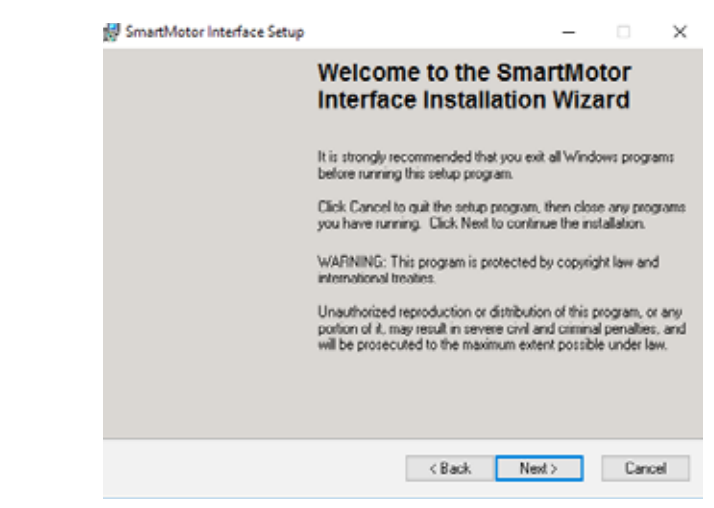 SmartMotor Interface Setup
Welcome to the SmartMotor
Interface Installation Wizard
It is strongly recommended that you exit all Windows programs
before running this setup program.
Click Cancel to quit the setup program, then close any programs
you have running. Click Next to continue the installation.
WARNING: This program is protected by copyright law and
international treaties.
Unauthorized reproduction or distribution of this program, or any
portion of it, may result in severe civil and criminal penalties, and
will be prosecuted to the maximum extent possible under law.
< Back Next > Cancel